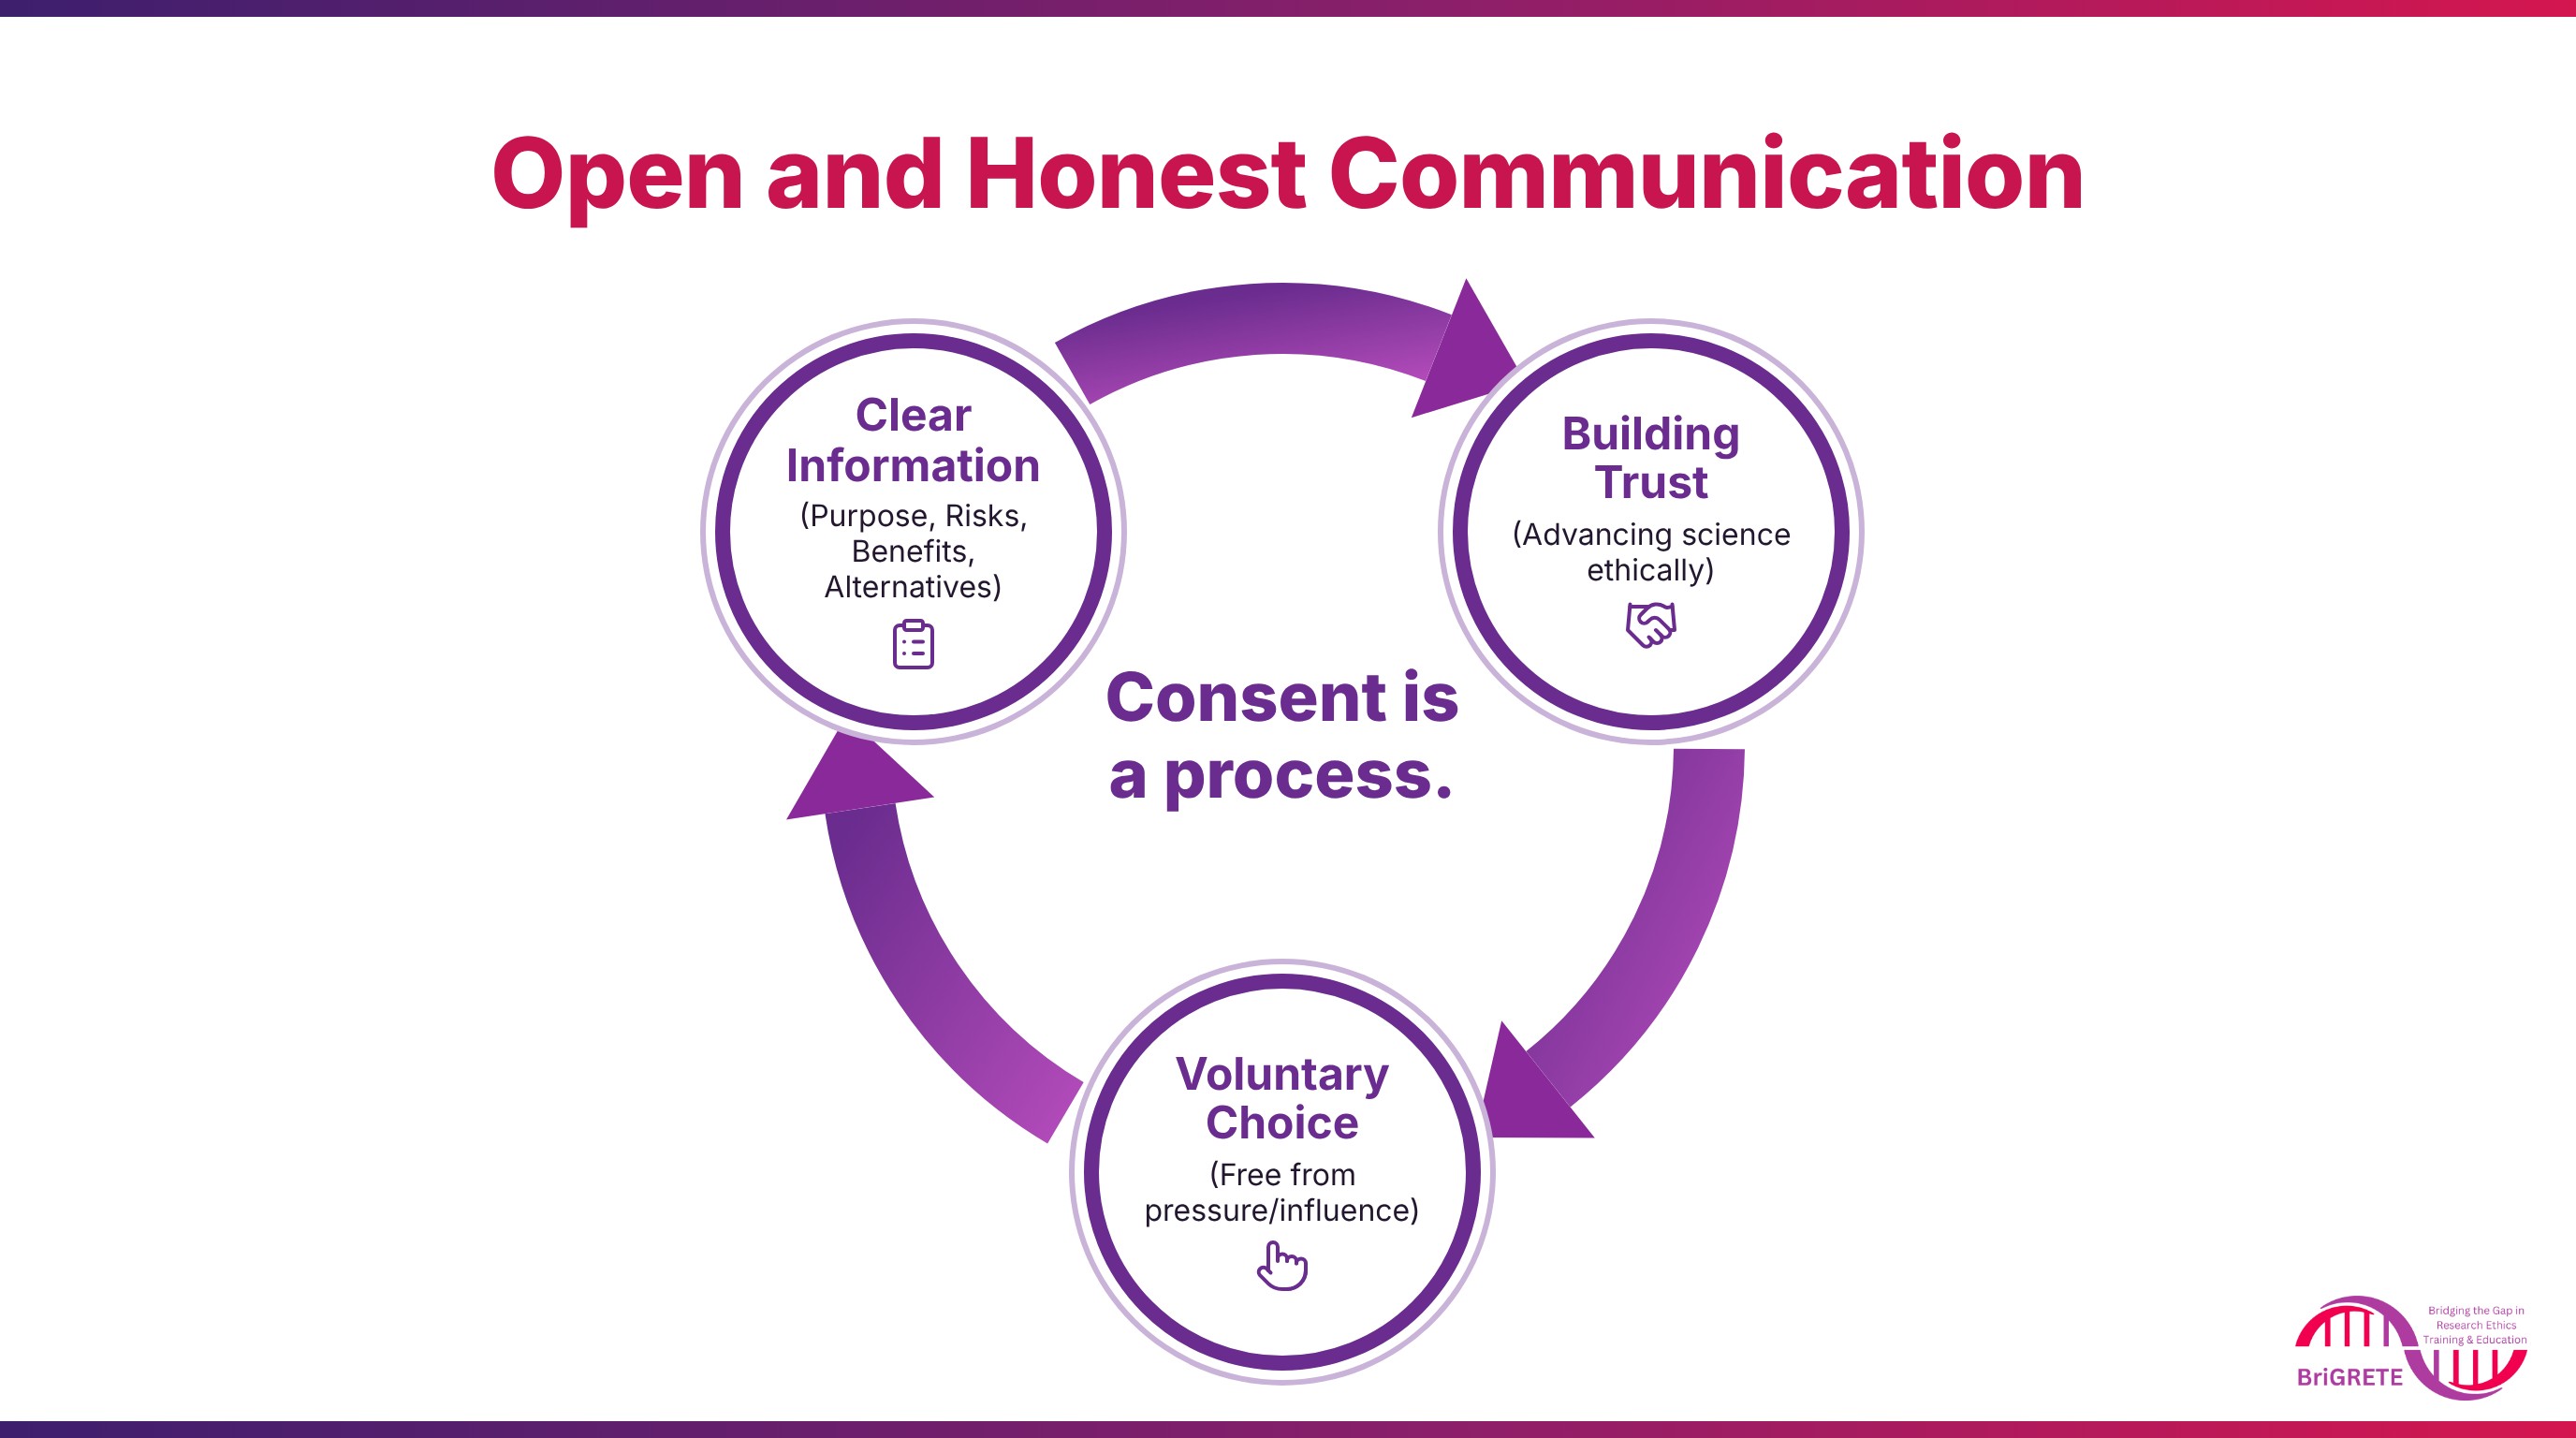 Open and Honest Communication
Clear
Information
(Purpose, Risks,
Benefits,
Alternatives)
Building
Trust
(Advancing science
ethically)
Consent is
a process.
Voluntary
Choice
(Free from
pressure/influence)
Bridging the Gap in
Research Ethics
Training & Education
BriGRETE